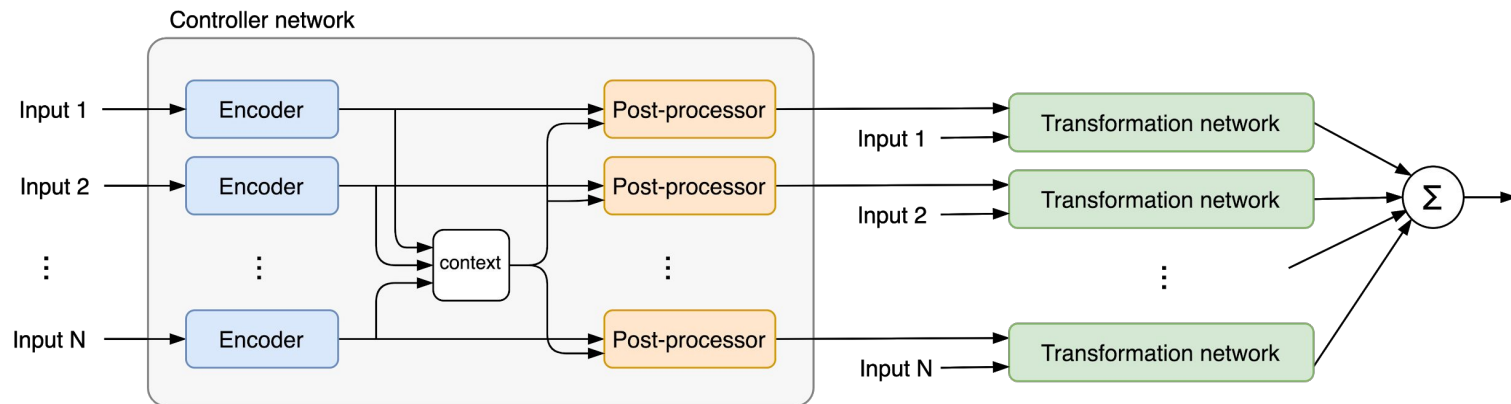 Controller network
Input 1
Encoder
Post-processor
Input 1
Transformation network
Input 2
Encoder
Post-processor
Input 2
Transformation network
Σ
⋮
⋮
context
⋮
⋮
Input N
Encoder
Post-processor
Input N
Transformation network